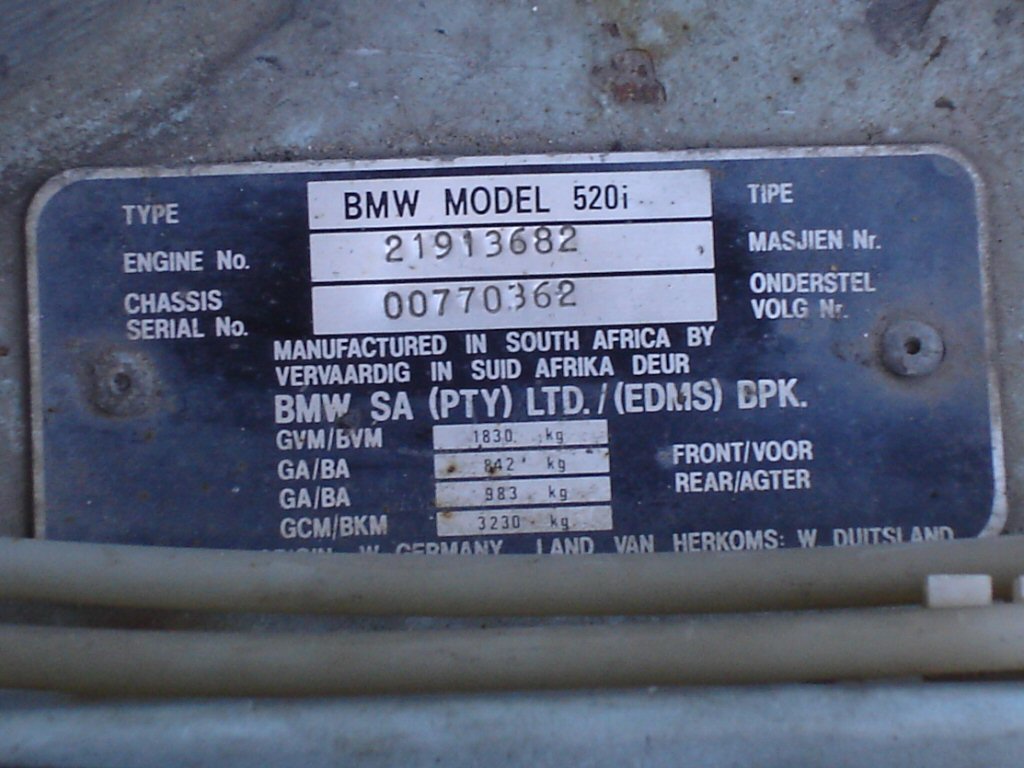 TYPE BMW MODEL 520i TIPE
ENGINE No. 21913682 MASJIEN Nr.
CHASSIS SERIAL No. 00770362 ONDERSTEL VOLG Nr.
MANUFACTURED IN SOUTH AFRICA BY
VERVAARDIG IN SUID AFRIKA DEUR
BMW SA (PTY) LTD./(EDMS) BPK.
GVM/BVM 1830 kg
GA/BA 842 kg FRONT/VOOR
GA/BA 983 kg REAR/AGTER
GCM/BKM 3230 kg
ORIGIN W GERMANY LAND VAN HERKOMS: W DUITSLAND